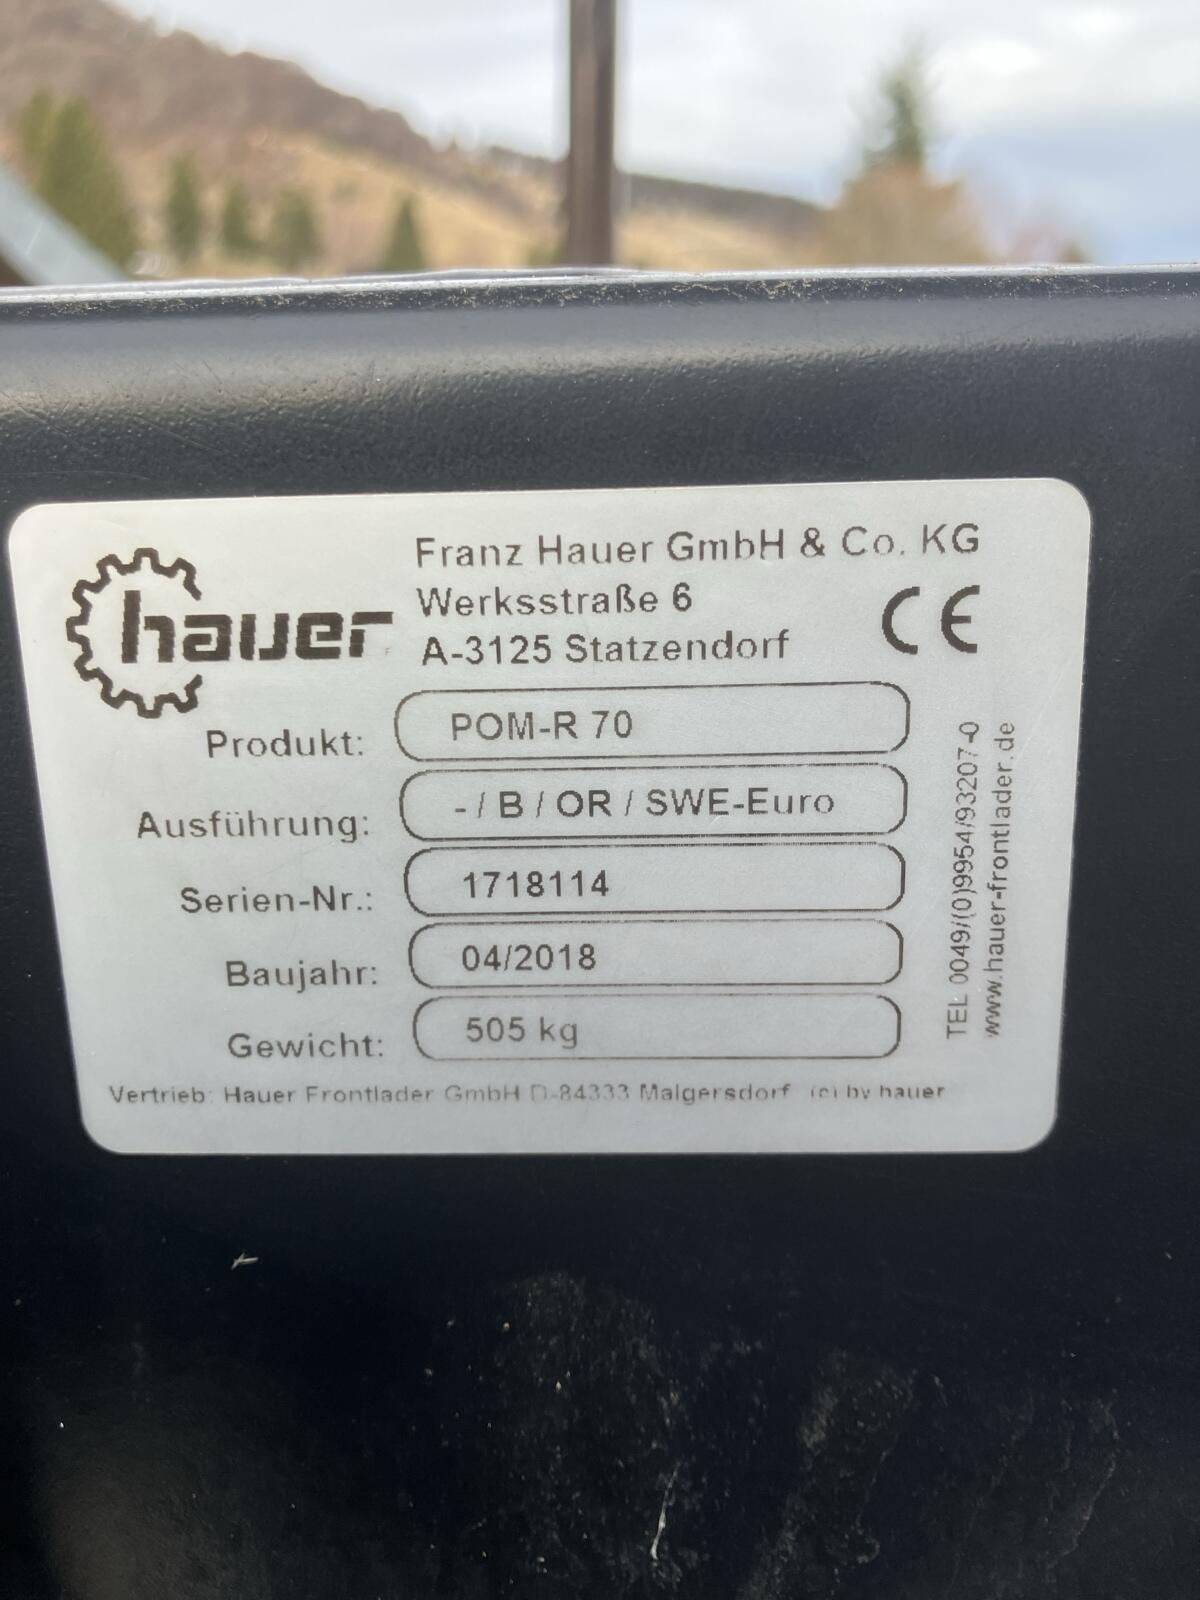 hauer
Franz Hauer GmbH & Co. KG
Werksstraße 6
A-3125 Statzendorf
CE
Produkt: POM-R 70
Ausführung: - / B / OR / SWE-Euro
Serien-Nr.: 1718114
Baujahr: 04/2018
Gewicht: 505 kg
TEL 0049/(0)9954/93207-0
www.hauer-frontlader.de
Vertrieb: Hauer Frontlader GmbH D-84333 Malgersdorf (c) by hauer